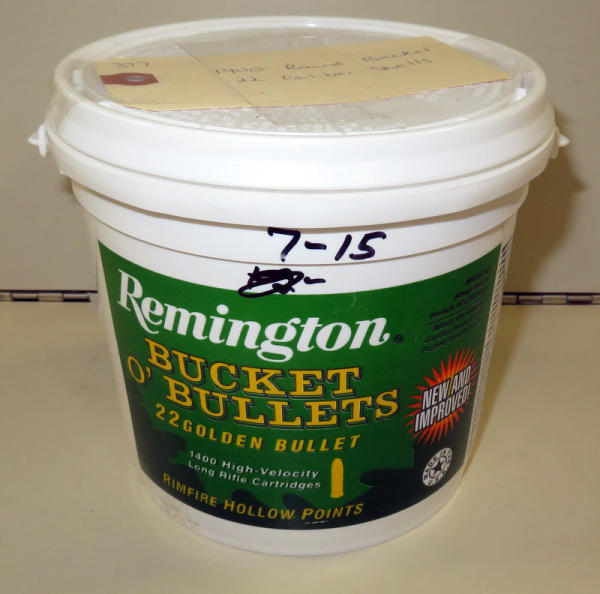 377
1400 Round Bucket
22 Caliber Shells
7-15
Remington®
BUCKET
O' BULLETS
22 GOLDEN BULLET
1400 High-Velocity
Long Rifle Cartridges
RIMFIRE HOLLOW POINTS
NEW AND
IMPROVED!